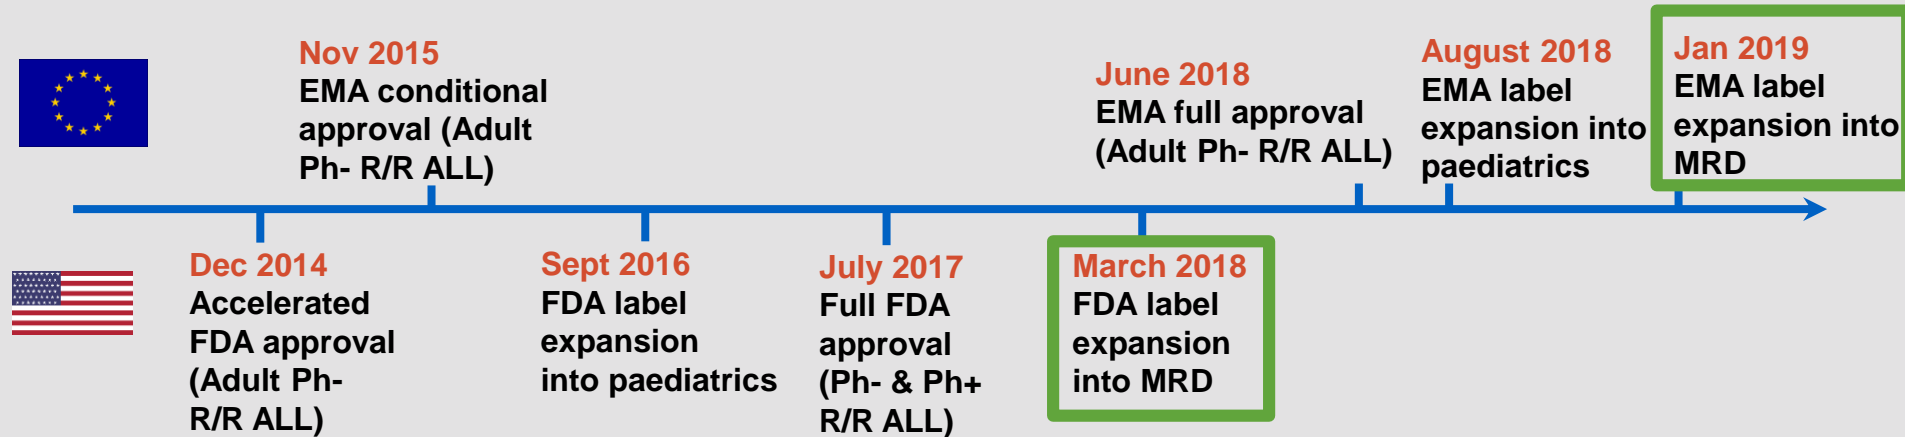 Nov 2015
EMA conditional
approval (Adult
Ph- R/R ALL)
June 2018
EMA full approval
(Adult Ph- R/R ALL)
August 2018
EMA label
expansion into
paediatrics
Jan 2019
EMA label
expansion into
MRD
Dec 2014
Accelerated
FDA approval
(Adult Ph-
R/R ALL)
Sept 2016
FDA label
expansion
into paediatrics
July 2017
Full FDA
approval
(Ph- & Ph+
R/R ALL)
March 2018
FDA label
expansion
into MRD